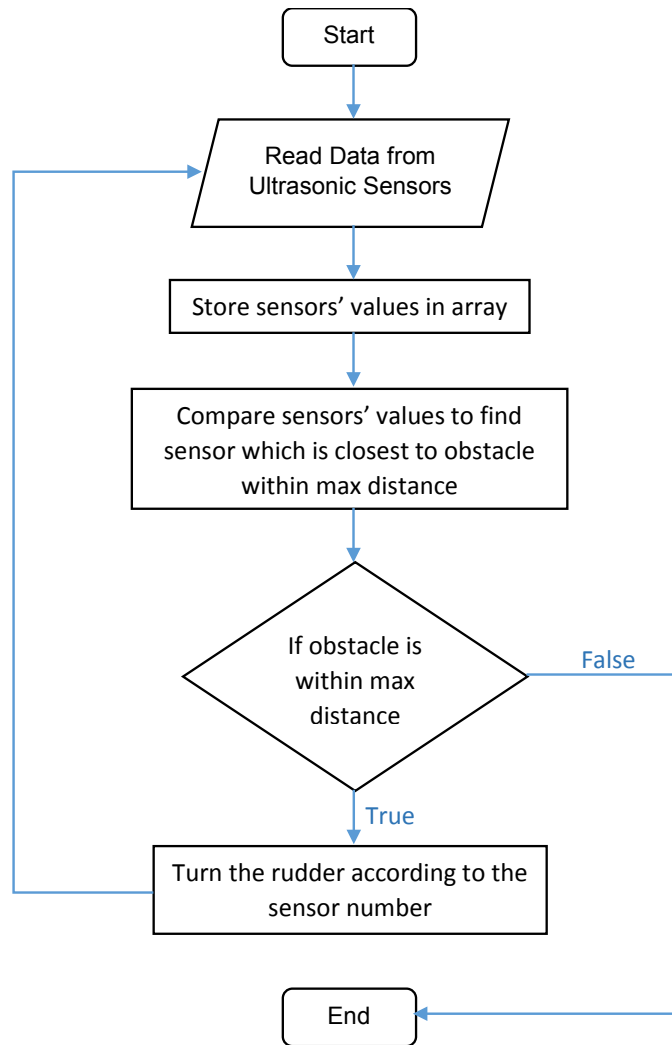 Start
Read Data from
Ultrasonic Sensors
Store sensors’ values in array
Compare sensors’ values to find
sensor which is closest to obstacle
within max distance
If obstacle is
within max
distance
False
True
Turn the rudder according to the
sensor number
End